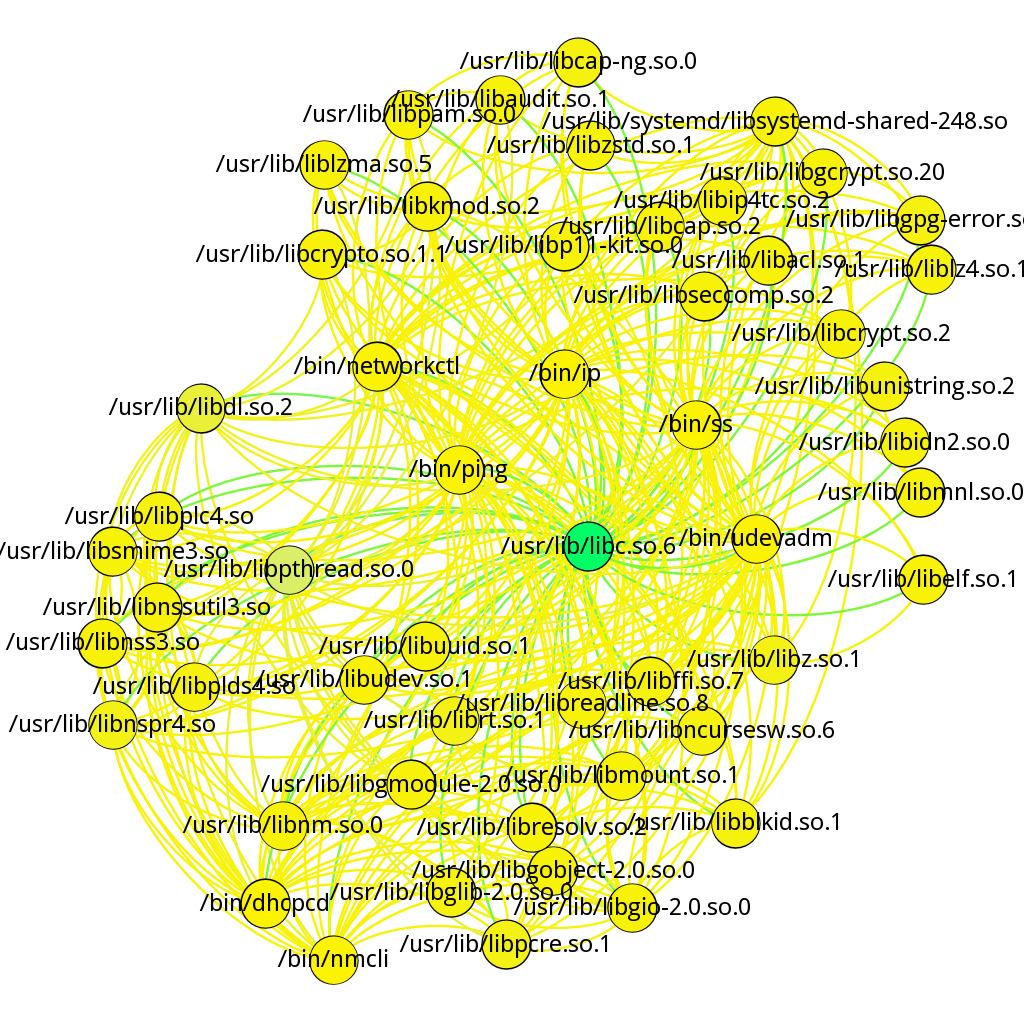 /usr/lib/libcap-ng.so.0
/usr/lib/libaudit.so.1
/usr/lib/libpam.so.0
/usr/lib/systemd/libsystemd-shared-248.so
/usr/lib/libzstd.so.1
/usr/lib/liblzma.so.5
/usr/lib/libgcrypt.so.20
/usr/lib/libip4tc.so.2
/usr/lib/libkmod.so.2
/usr/lib/libgpg-error.so
/usr/lib/libcap.so.2
/usr/lib/libp11-kit.so.0
/usr/lib/libcrypto.so.1.1
/usr/lib/libacl.so.1
/usr/lib/liblz4.so.1
/usr/lib/libseccomp.so.2
/usr/lib/libcrypt.so.2
/bin/networkctl
/bin/ip
/usr/lib/libunistring.so.2
/usr/lib/libdl.so.2
/bin/ss
/usr/lib/libidn2.so.0
/bin/ping
/usr/lib/libmnl.so.0
/usr/lib/libplc4.so
/bin/udevadm
/usr/lib/libc.so.6
/usr/lib/libsmime3.so
/usr/lib/libpthread.so.0
/usr/lib/libelf.so.1
/usr/lib/libnssutil3.so
/usr/lib/libnss3.so
/usr/lib/libuuid.so.1
/usr/lib/libz.so.1
/usr/lib/libudev.so.1
/usr/lib/libffi.so.7
/usr/lib/libplds4.so
/usr/lib/libreadline.so.8
/usr/lib/librt.so.1
/usr/lib/libnspr4.so
/usr/lib/libncursesw.so.6
/usr/lib/libmount.so.1
/usr/lib/libgmodule-2.0.so.0
/usr/lib/libblkid.so.1
/usr/lib/libnm.so.0
/usr/lib/libresolv.so.2
/usr/lib/libgobject-2.0.so.0
/usr/lib/libglib-2.0.so.0
/bin/dhcpcd
/usr/lib/libgio-2.0.so.0
/usr/lib/libpcre.so.1
/bin/nmcli